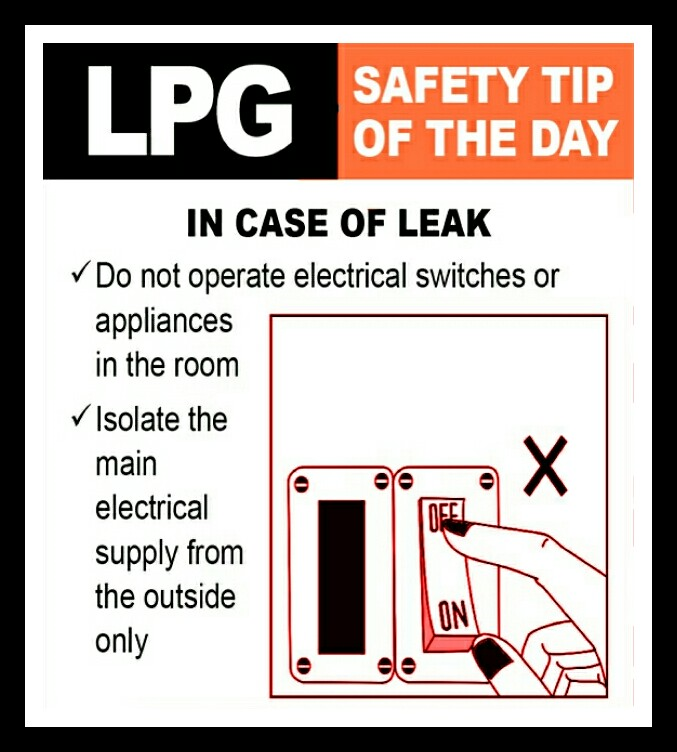 LPG
SAFETY TIP
OF THE DAY
IN CASE OF LEAK
✓ Do not operate electrical switches or
appliances
in the room
✓ Isolate the
main
electrical
supply from
the outside
only
X
OFF
ON